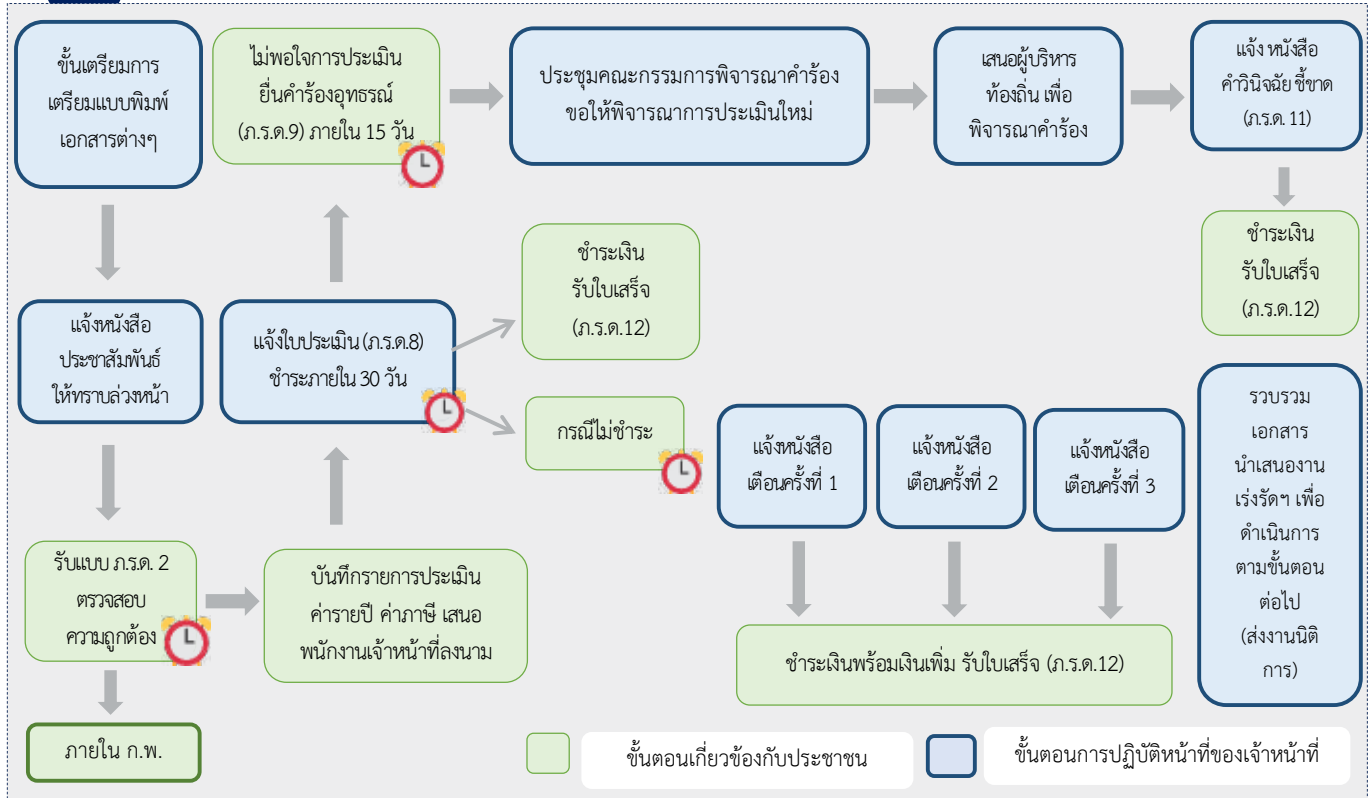 ขั้นเตรียมการ
เตรียมแบบพิมพ์
เอกสารต่างๆ
ไม่พอใจการประเมิน
ยื่นคำร้องอุทธรณ์
(ภ.ร.ด.9) ภายใน 15 วัน
ประชุมคณะกรรมการพิจารณาคำร้อง
ขอให้พิจารณาการประเมินใหม่
เสนอผู้บริหาร
ท้องถิ่น เพื่อ
พิจารณาคำร้อง
แจ้ง หนังสือ
คำวินิจฉัย ชี้ขาด
(ภ.ร.ด. 11)
ชำระเงิน
รับใบเสร็จ
(ภ.ร.ด.12)
แจ้งหนังสือ
ประชาสัมพันธ์
ให้ทราบล่วงหน้า
แจ้งใบประเมิน (ภ.ร.ด.8)
ชำระภายใน 30 วัน
ชำระเงิน
รับใบเสร็จ
(ภ.ร.ด.12)
กรณีไม่ชำระ
แจ้งหนังสือ
เตือนครั้งที่ 1
แจ้งหนังสือ
เตือนครั้งที่ 2
แจ้งหนังสือ
เตือนครั้งที่ 3
รวบรวม
เอกสาร
นำเสนองาน
เร่งรัดฯ เพื่อ
ดำเนินการ
ตามขั้นตอน
ต่อไป
(ส่งงานนิติ
การ)
รับแบบ ภ.ร.ด. 2
ตรวจสอบ
ความถูกต้อง
บันทึกรายการประเมิน
ค่ารายปี ค่าภาษี เสนอ
พนักงานเจ้าหน้าที่ลงนาม
ชำระเงินพร้อมเงินเพิ่ม รับใบเสร็จ (ภ.ร.ด.12)
ภายใน ก.พ.
ขั้นตอนเกี่ยวข้องกับประชาชน
ขั้นตอนการปฏิบัติหน้าที่ของเจ้าหน้าที่